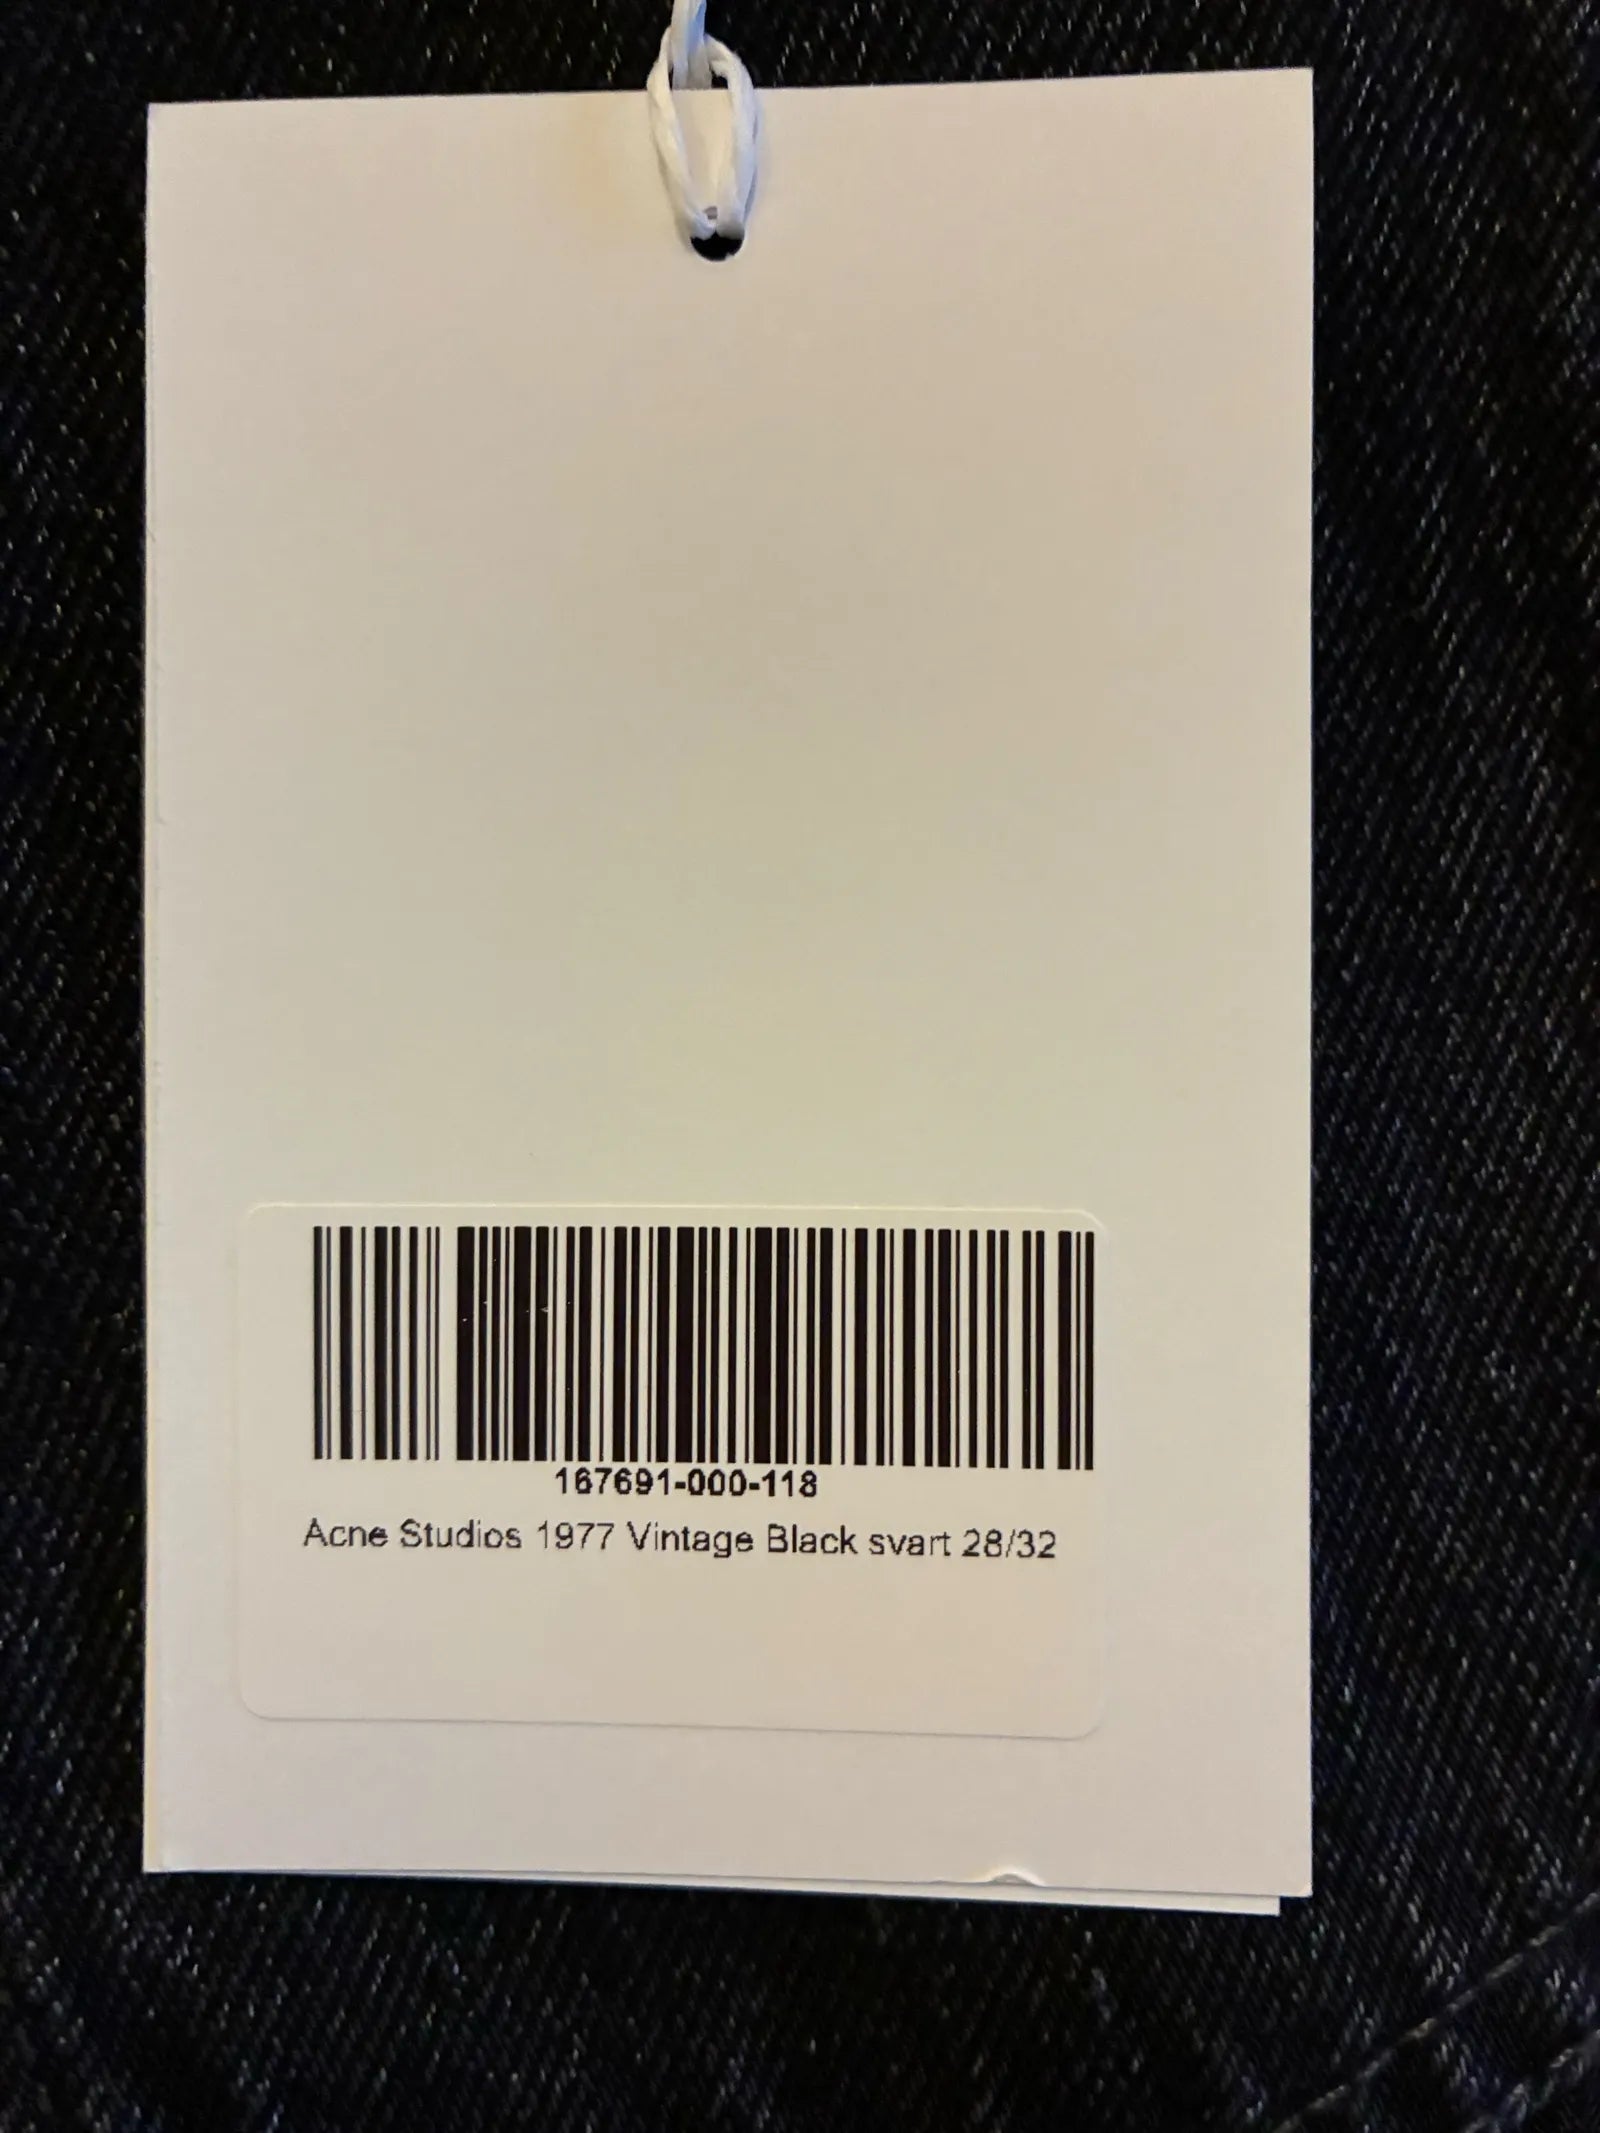 167691-000-118
Acne Studios 1977 Vintage Black svart 28/32